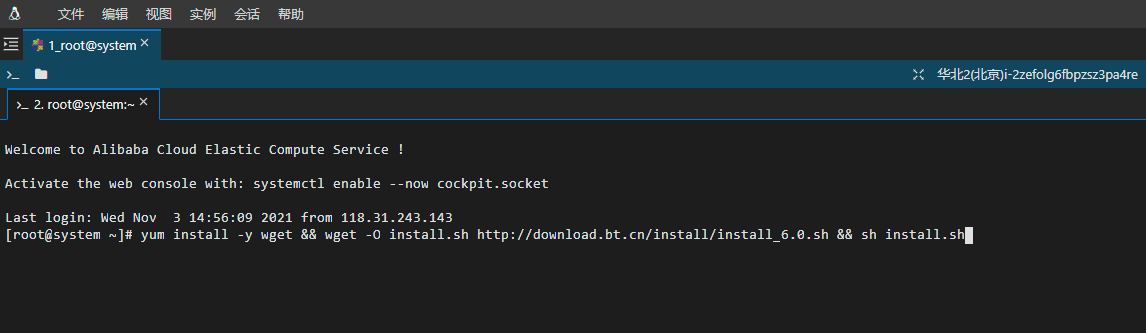 文件 编辑 视图 实例 会话 帮助
1_root@system
华北2(北京)i-2zefolg6fbpzsz3pa4re
2. root@system:~
Welcome to Alibaba Cloud Elastic Compute Service !
Activate the web console with: systemctl enable --now cockpit.socket
Last login: Wed Nov  3 14:56:09 2021 from 118.31.243.143
[root@system ~]# yum install -y wget && wget -O install.sh http://download.bt.cn/install/install_6.0.sh && sh install.sh